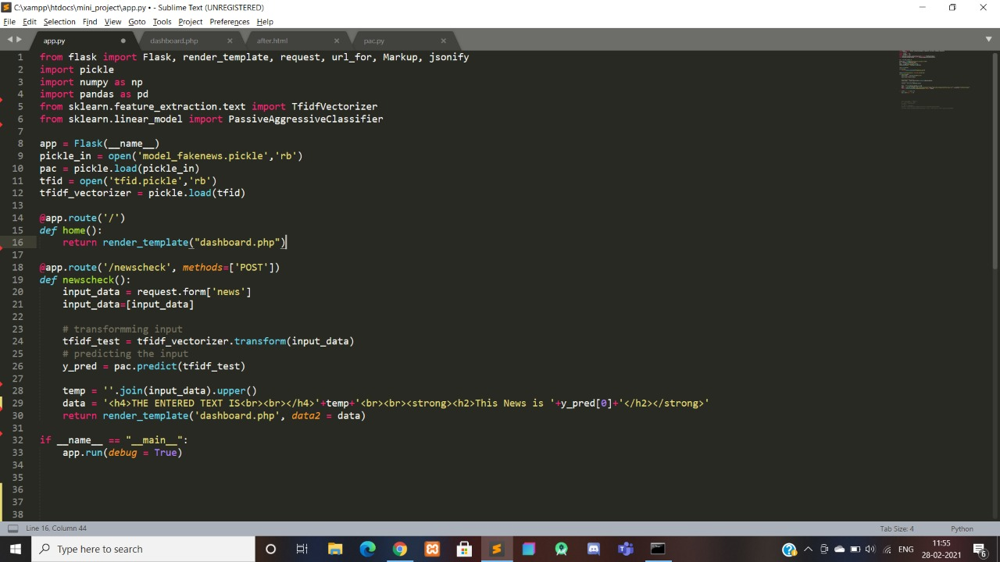 C:\xampp\htdocs\mini_project\app.py • - Sublime Text (UNREGISTERED)
File Edit Selection Find View Goto Tools Project Preferences Help
app.py dashboard.php after.html pac.py
1 from flask import Flask, render_template, request, url_for, Markup, jsonify
2 import pickle
3 import numpy as np
4 import pandas as pd
5 from sklearn.feature_extraction.text import TfidfVectorizer
6 from sklearn.linear_model import PassiveAggressiveClassifier
7
8 app = Flask(__name__)
9 pickle_in = open('model_fakenews.pickle','rb')
10 pac = pickle.load(pickle_in)
11 tfid = open('tfid.pickle','rb')
12 tfidf_vectorizer = pickle.load(tfid)
13
14 @app.route('/')
15 def home():
16 return render_template("dashboard.php")
17
18 @app.route('/newscheck', methods=['POST'])
19 def newscheck():
20 input_data = request.form['news']
21 input_data=[input_data]
22
23 # transformming input
24 tfidf_test = tfidf_vectorizer.transform(input_data)
25 # predicting the input
26 y_pred = pac.predict(tfidf_test)
27
28 temp = ''.join(input_data).upper()
29 data = '<h4>THE ENTERED TEXT IS<br><br></h4>'+temp+'<br><br><strong><h2>This News is '+y_pred[0]+'</h2></strong>'
30 return render_template('dashboard.php', data2 = data)
31
32 if __name__ == "__main__":
33 app.run(debug = True)
34
35
36
37
38
Line 16, Column 44 Tab Size: 4 Python
Type here to search ENG 11:55
28-02-2021 6